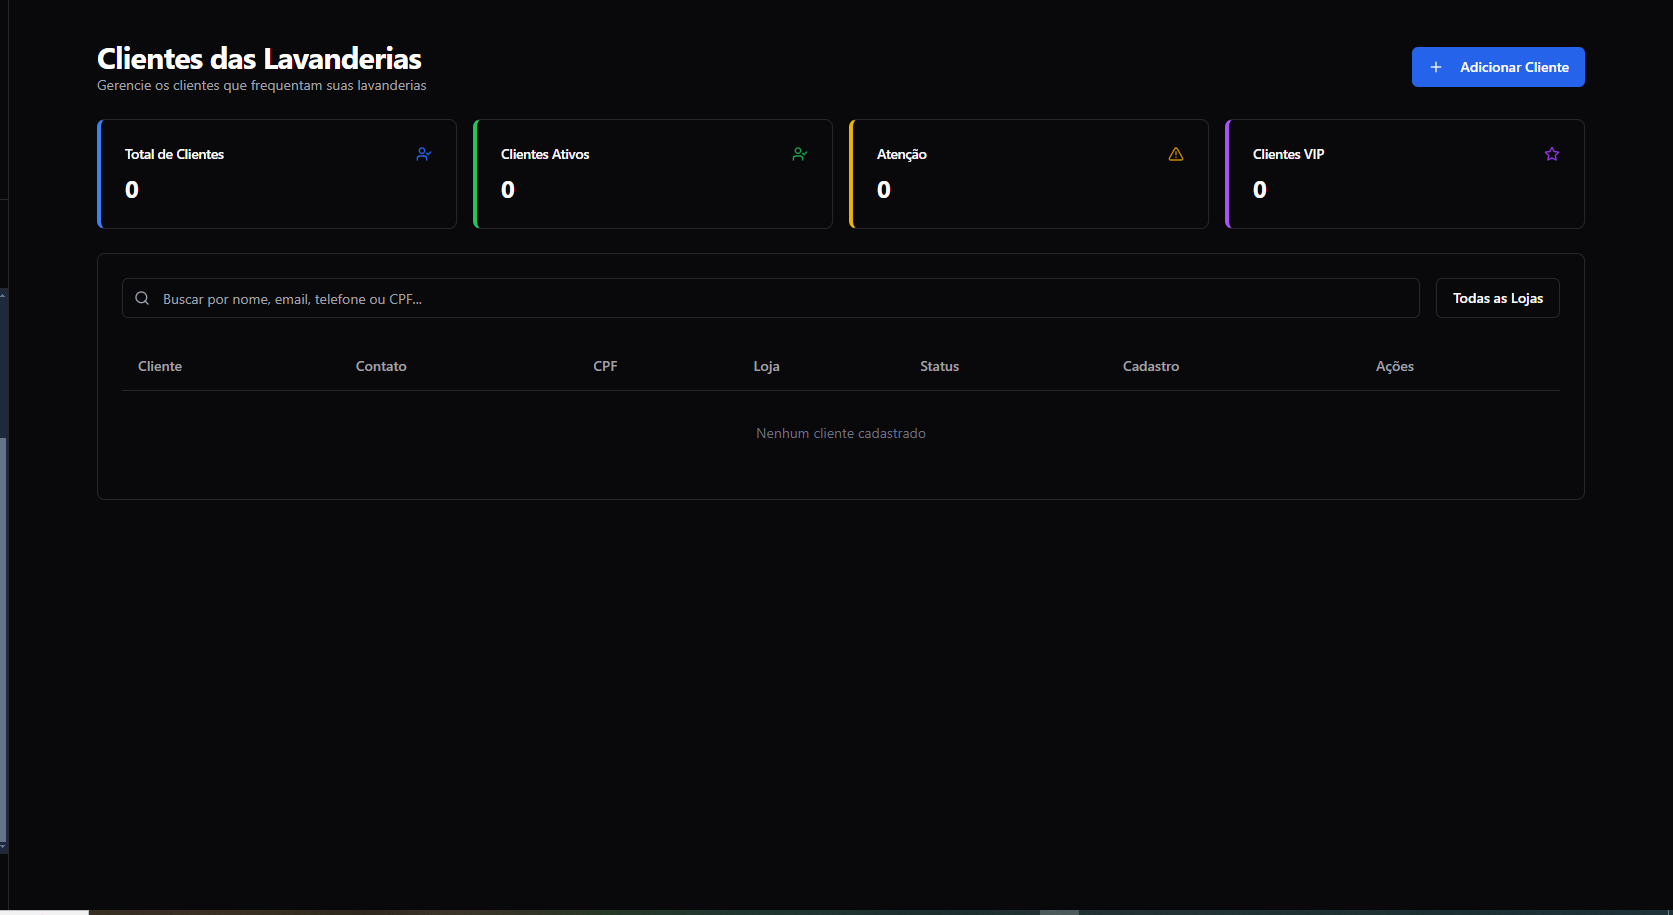 Clientes das Lavanderias
Gerencie os clientes que frequentam suas lavanderias
Adicionar Cliente
Total de Clientes
0
Clientes Ativos
0
Atenção
0
Clientes VIP
0
Buscar por nome, email, telefone ou CPF...
Todas as Lojas
Cliente Contato CPF Loja Status Cadastro Ações
Nenhum cliente cadastrado